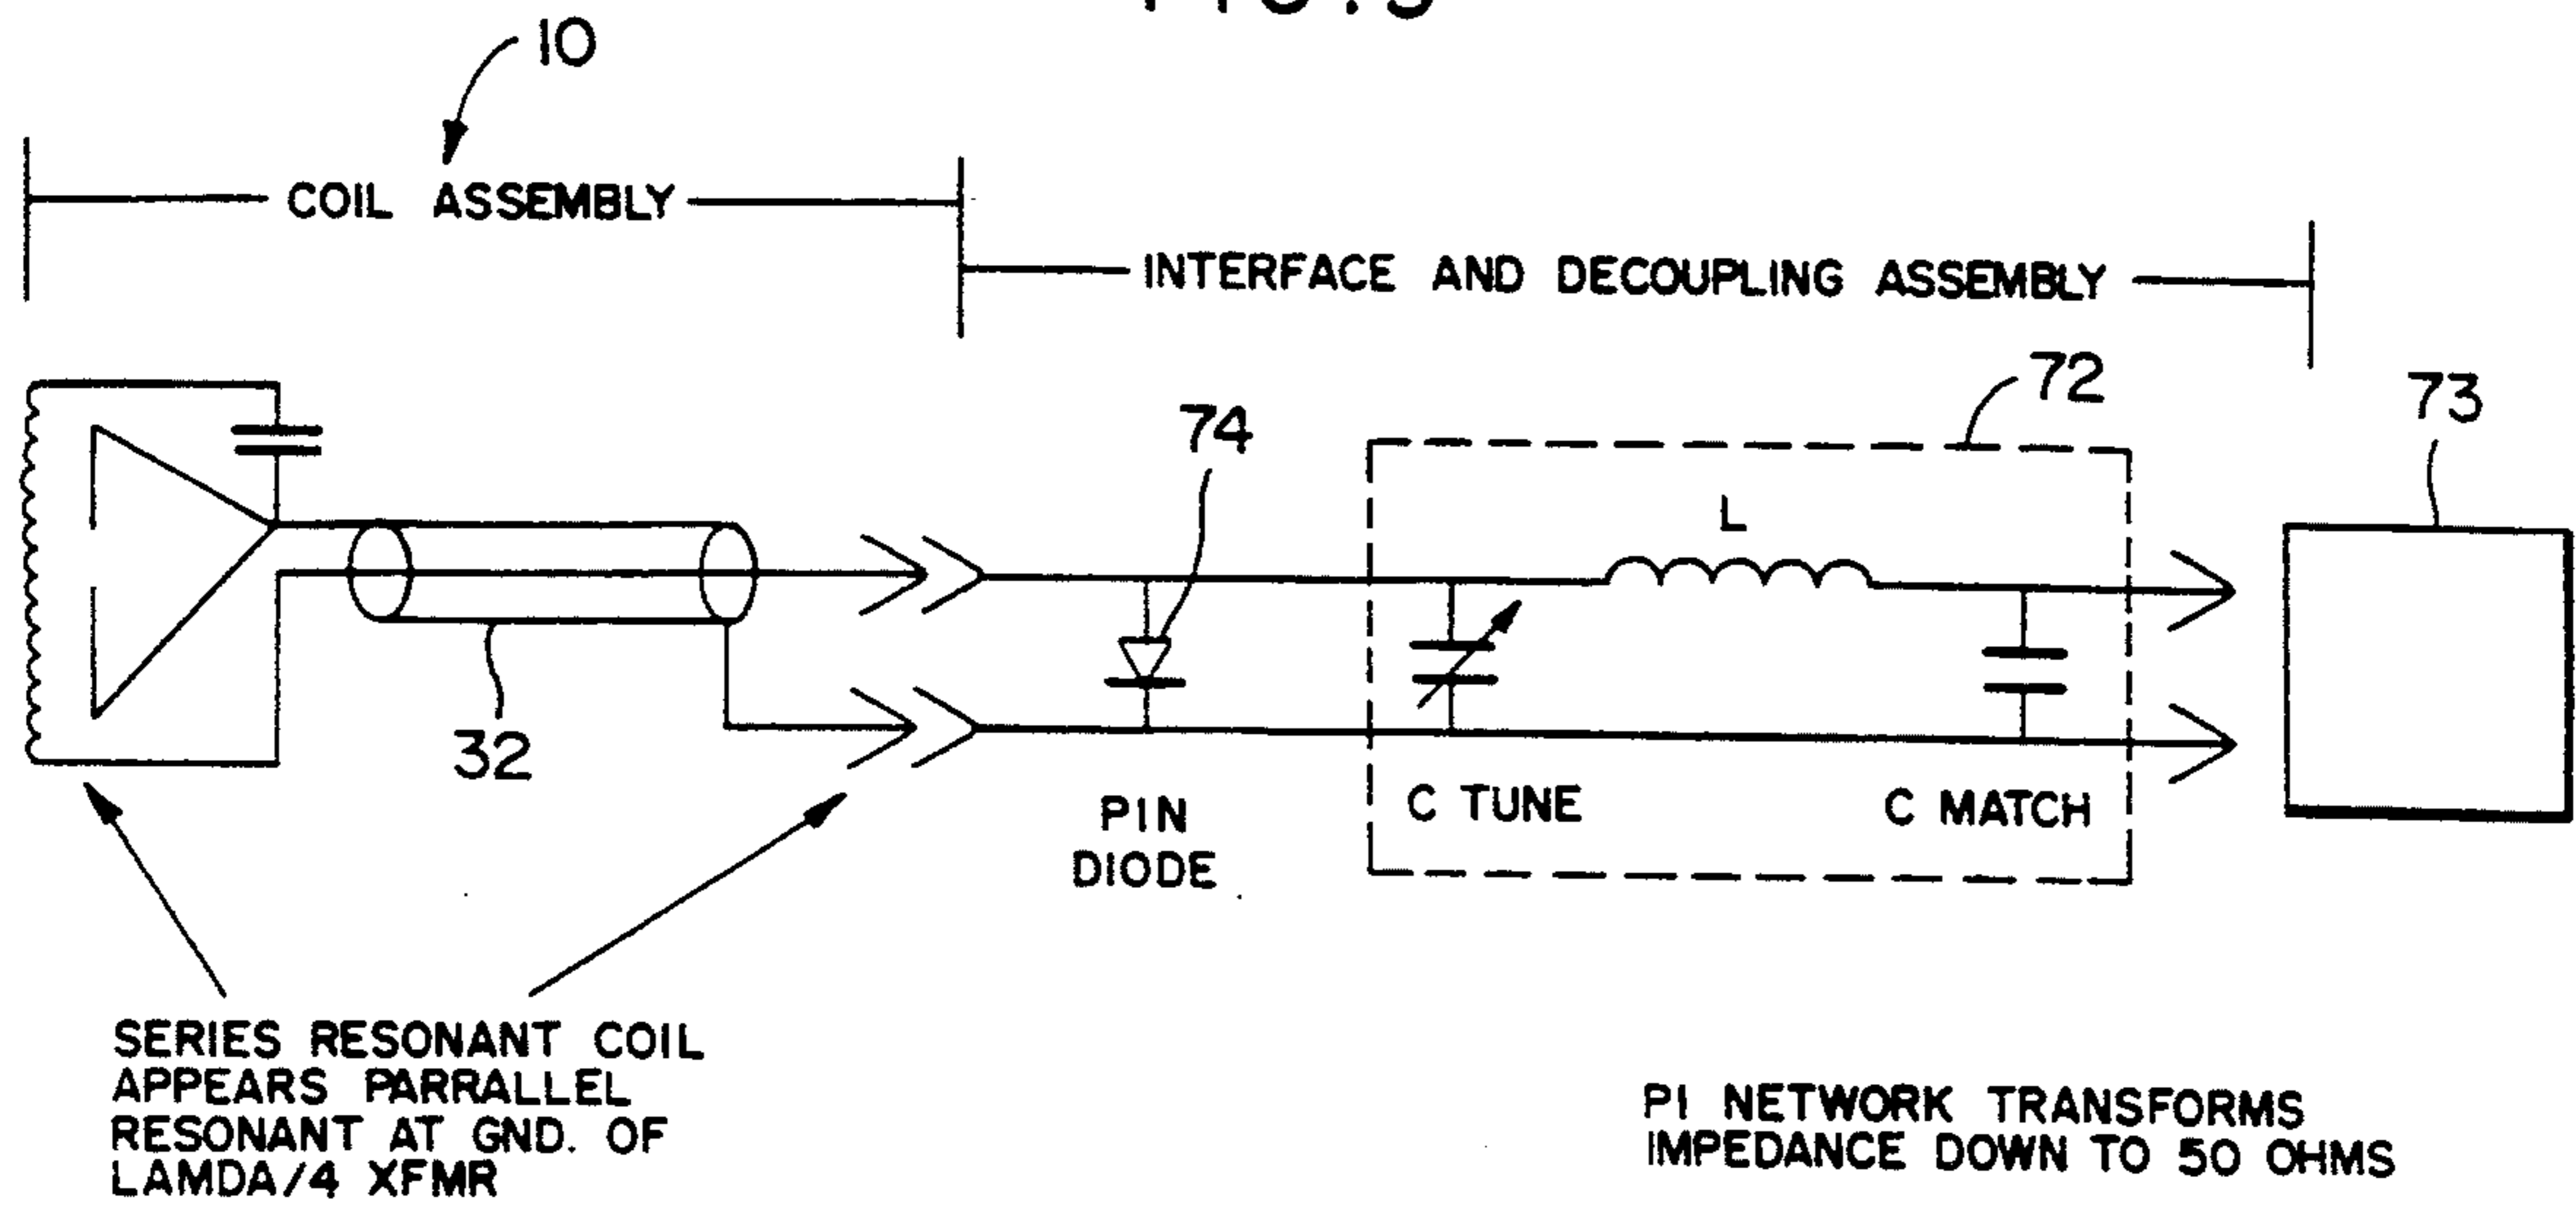 10
COIL ASSEMBLY
INTERFACE AND DECOUPLING ASSEMBLY
72
73
74
L
32
C TUNE
C MATCH
PIN
DIODE
SERIES RESONANT COIL
APPEARS PARRALLEL
RESONANT AT GND. OF
LAMDA/4 XFMR
PI NETWORK TRANSFORMS
IMPEDANCE DOWN TO 50 OHMS